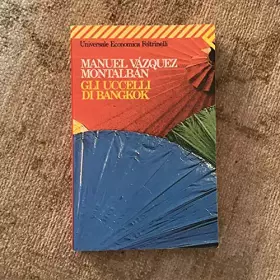 Universale Economica Feltrinelli
MANUEL VÁZQUEZ
MONTALBÁN
GLI UCCELLI
DI BANGKOK